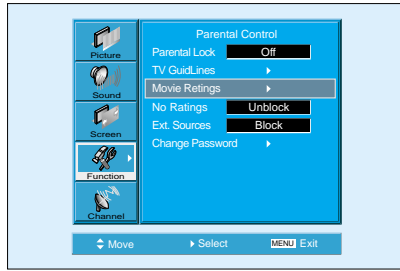 Parental Control
Picture
Parental Lock Off
TV GuidLines
Sound
Movie Retings
No Ratings Unblock
Screen
Ext. Sources Block
Change Password
Function
Channel
Move Select MENU Exit